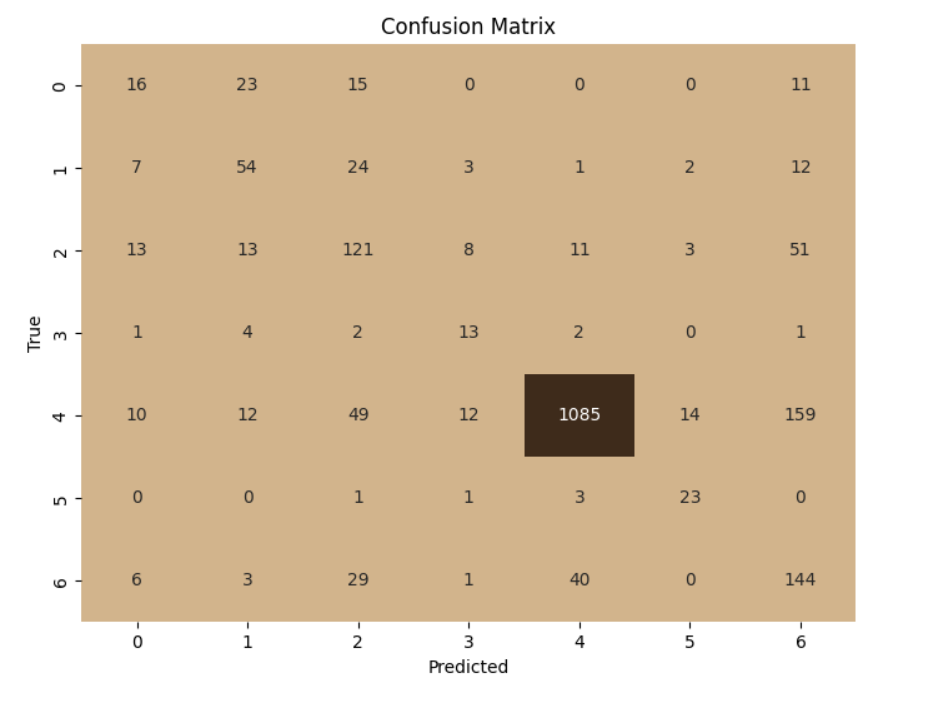 Confusion Matrix
0 16 23 15 0 0 0 11
1 7 54 24 3 1 2 12
2 13 13 121 8 11 3 51
True
3 1 4 2 13 2 0 1
4 10 12 49 12 1085 14 159
5 0 0 1 1 3 23 0
6 6 3 29 1 40 0 144
0 1 2 3 4 5 6
Predicted